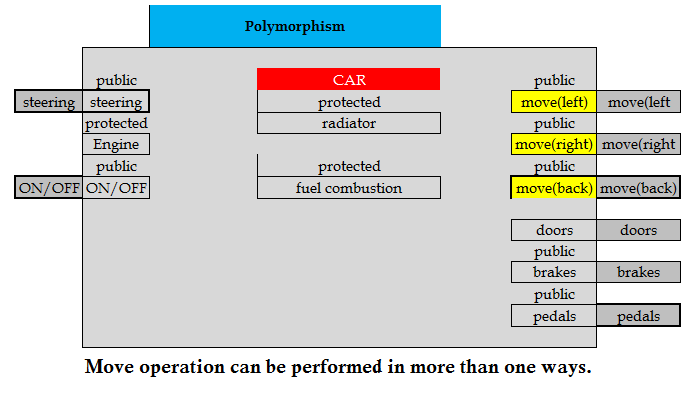 Polymorphism
public CAR public
steering steering protected move(left) move(left
protected radiator public
Engine move(right) move(right
public protected public
ON/OFF ON/OFF fuel combustion move(back) move(back)
doors doors
public
brakes brakes
public
pedals pedals
Move operation can be performed in more than one ways.